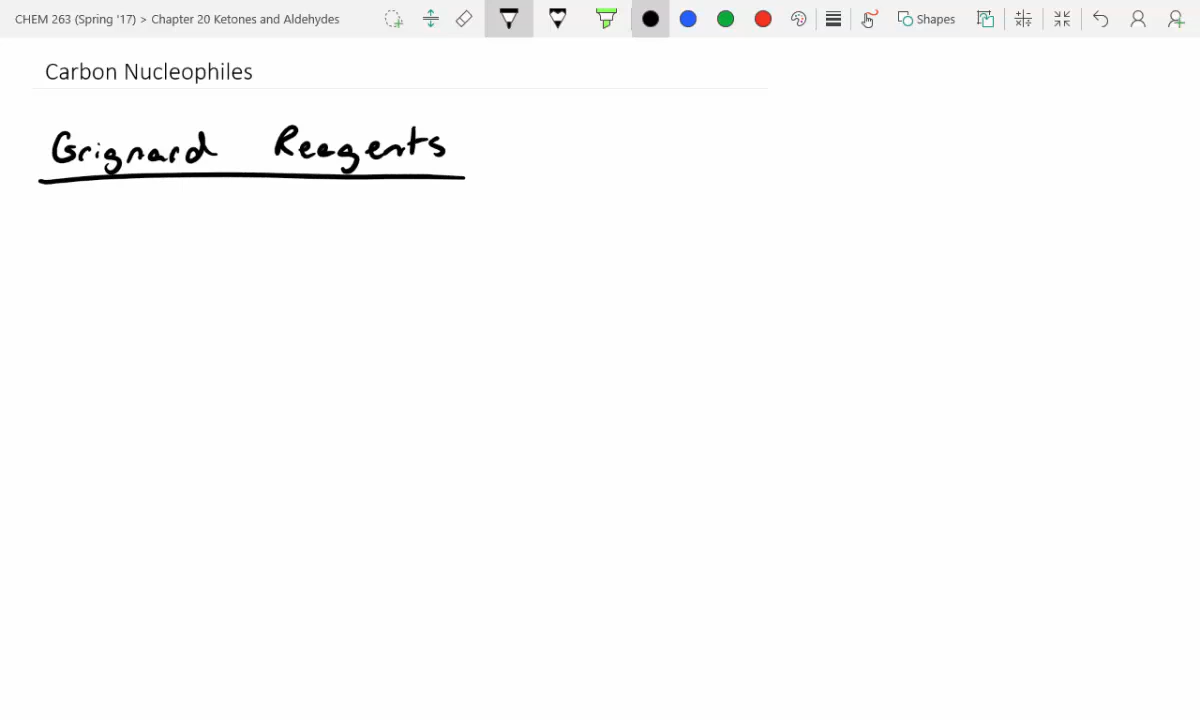 CHEM 263 (Spring '17) > Chapter 20 Ketones and Aldehydes
Shapes
Carbon Nucleophiles
Grignard Reagents